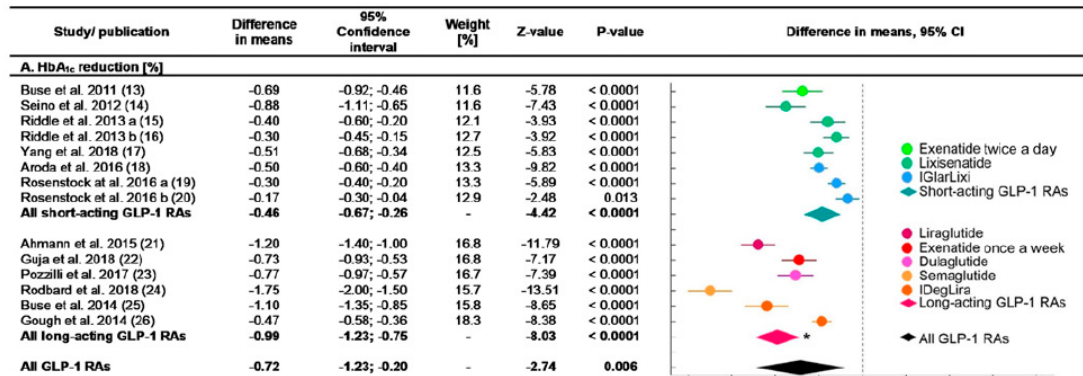 Study/ publication Difference in means 95% Confidence interval Weight [%] Z-value P-value Difference in means, 95% CI
A. HbA1c reduction [%]
Buse et al. 2011 (13) -0.69 -0.92; -0.46 11.6 -5.78 < 0.0001
Seino et al. 2012 (14) -0.88 -1.11; -0.65 11.6 -7.43 < 0.0001
Riddle et al. 2013 a (15) -0.40 -0.60; -0.20 12.1 -3.93 < 0.0001
Riddle et al. 2013 b (16) -0.30 -0.45; -0.15 12.7 -3.92 < 0.0001
Yang et al. 2018 (17) -0.51 -0.68; -0.34 12.5 -5.83 < 0.0001
Aroda et al. 2016 (18) -0.50 -0.60; -0.40 13.3 -9.82 < 0.0001
Rosenstock at al. 2016 a (19) -0.30 -0.40; -0.20 13.3 -5.89 < 0.0001
Rosenstock et al. 2016 b (20) -0.17 -0.30; -0.04 12.9 -2.48 0.013
All short-acting GLP-1 RAs -0.46 -0.67; -0.26 - -4.42 < 0.0001
Exenatide twice a day
Lixisenatide
IGlarLixi
Short-acting GLP-1 RAs
Ahmann et al. 2015 (21) -1.20 -1.40; -1.00 16.8 -11.79 < 0.0001
Guja et al. 2018 (22) -0.73 -0.93; -0.53 16.8 -7.17 < 0.0001
Pozzilli et al. 2017 (23) -0.77 -0.97; -0.57 16.7 -7.39 < 0.0001
Rodbard et al. 2018 (24) -1.75 -2.00; -1.50 15.7 -13.51 < 0.0001
Buse et al. 2014 (25) -1.10 -1.35; -0.85 15.8 -8.65 < 0.0001
Gough et al. 2014 (26) -0.47 -0.58; -0.36 18.3 -8.38 < 0.0001
All long-acting GLP-1 RAs -0.99 -1.23; -0.75 - -8.03 < 0.0001 *
Liraglutide
Exenatide once a week
Dulaglutide
Semaglutide
IDegLira
Long-acting GLP-1 RAs
All GLP-1 RAs
All GLP-1 RAs -0.72 -1.23; -0.20 - -2.74 0.006